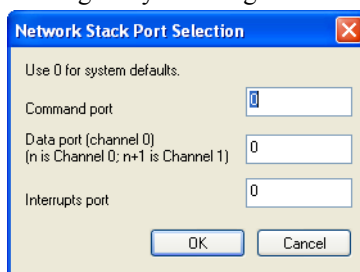 Network Stack Port Selection
Use 0 for system defaults.
Command port
0
Data port (channel 0)
(n is Channel 0; n+1 is Channel 1)
0
Interrupts port
0
OK
Cancel